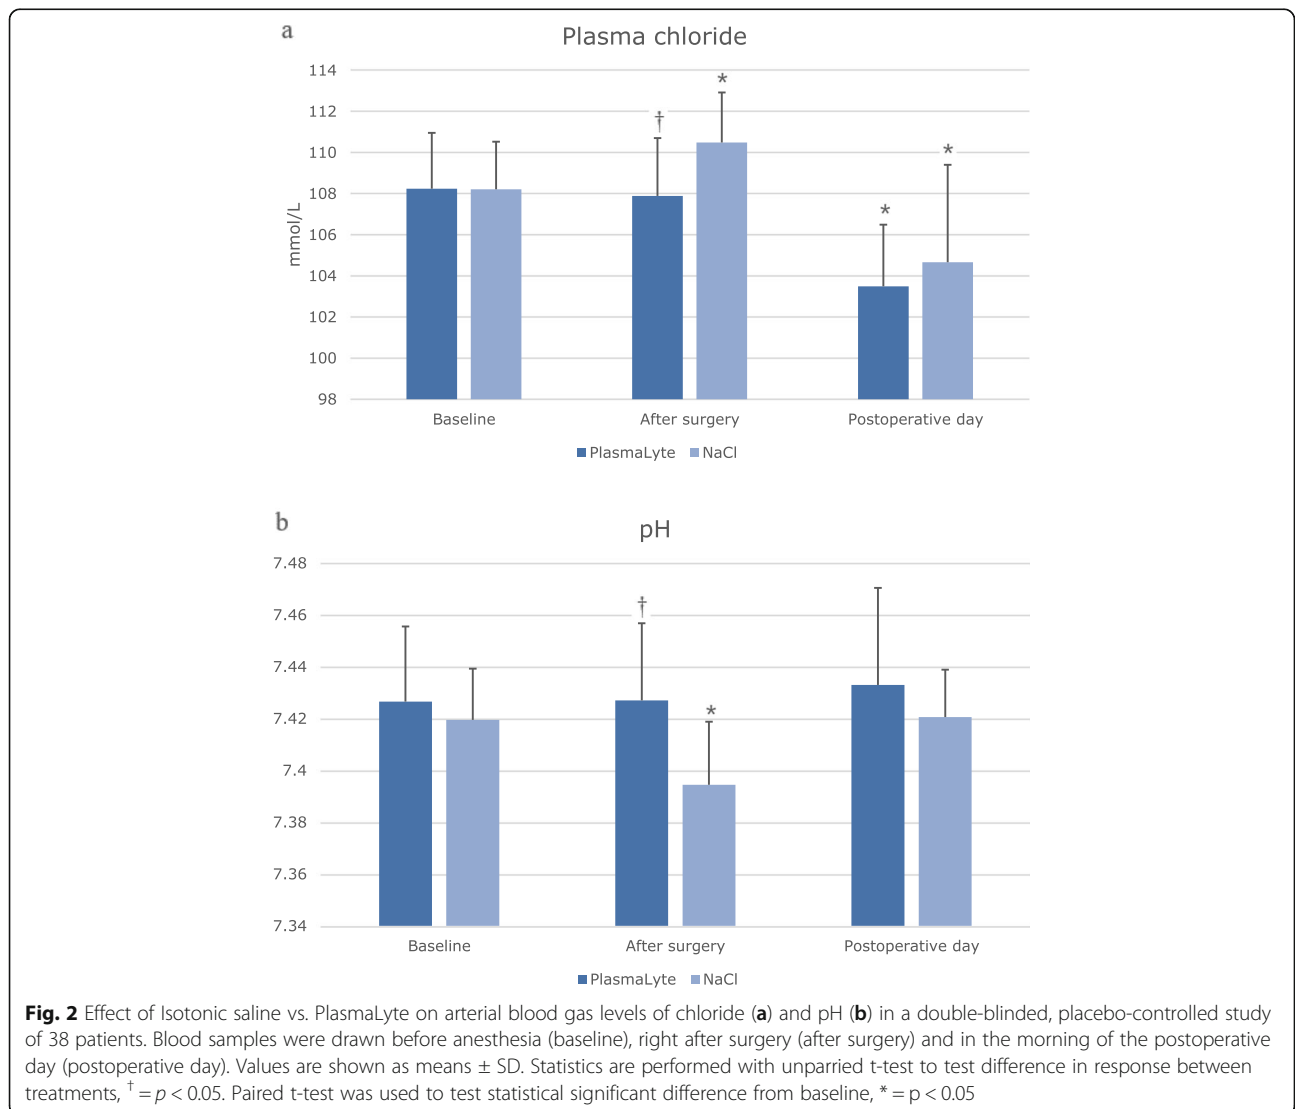 a
Plasma chloride
114
112
110
108
106
104
102
100
98
mmol/L
†
*
*
*
Baseline
After surgery
Postoperative day
PlasmaLyte NaCl
b
pH
7.48
7.46
7.44
7.42
7.4
7.38
7.36
7.34
†
*
Baseline
After surgery
Postoperative day
PlasmaLyte NaCl
Fig. 2 Effect of Isotonic saline vs. PlasmaLyte on arterial blood gas levels of chloride (a) and pH (b) in a double-blinded, placebo-controlled study
of 38 patients. Blood samples were drawn before anesthesia (baseline), right after surgery (after surgery) and in the morning of the postoperative
day (postoperative day). Values are shown as means ± SD. Statistics are performed with unparried t-test to test difference in response between
treatments, † = p < 0.05. Paired t-test was used to test statistical significant difference from baseline, * = p < 0.05